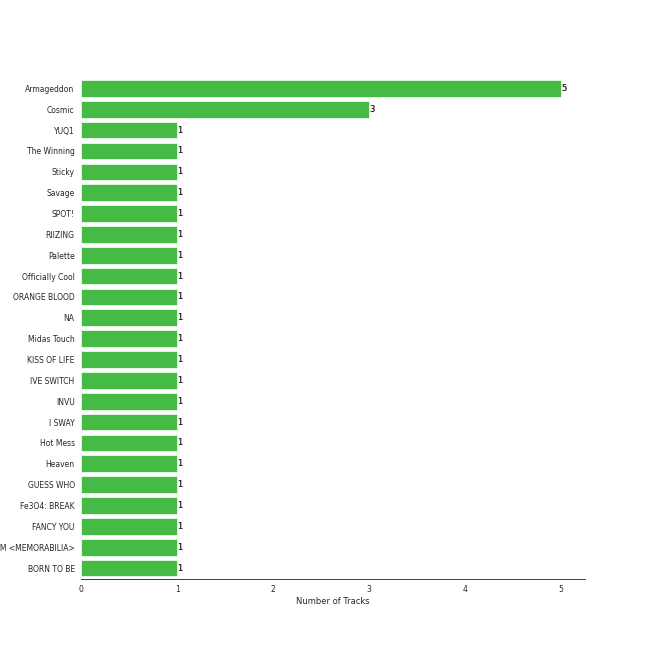 Armageddon 5
Cosmic 3
YUQ1 1
The Winning 1
Sticky 1
Savage 1
SPOT! 1
RIIZING 1
Palette 1
Officially Cool 1
ORANGE BLOOD 1
NA 1
Midas Touch 1
KISS OF LIFE 1
IVE SWITCH 1
INVU 1
I SWAY 1
Hot Mess 1
Heaven 1
GUESS WHO 1
Fe3O4: BREAK 1
FANCY YOU 1
M <MEMORABILIA> 1
BORN TO BE 1
0 1 2 3 4 5
Number of Tracks